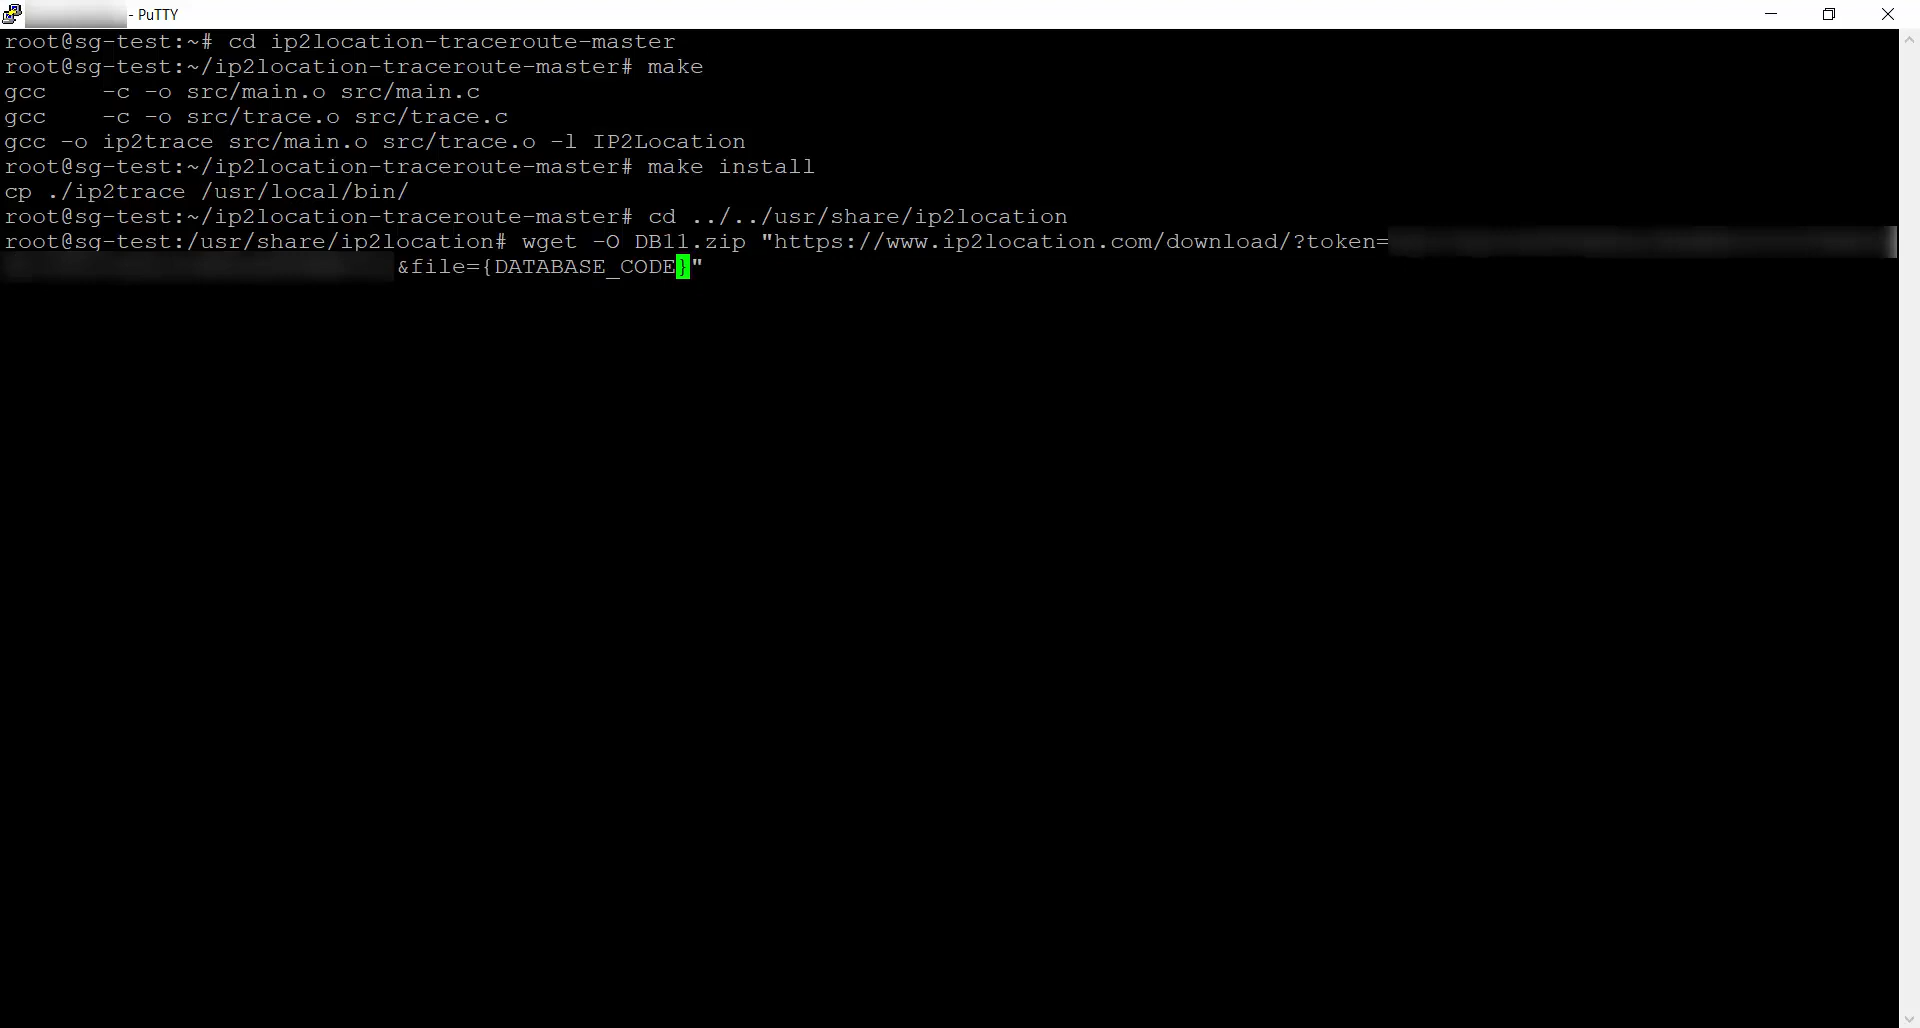 - PuTTY
root@sg-test:~# cd ip2location-traceroute-master
root@sg-test:~/ip2location-traceroute-master# make
gcc    -c -o src/main.o src/main.c
gcc    -c -o src/trace.o src/trace.c
gcc -o ip2trace src/main.o src/trace.o -l IP2Location
root@sg-test:~/ip2location-traceroute-master# make install
cp ./ip2trace /usr/local/bin/
root@sg-test:~/ip2location-traceroute-master# cd ../../usr/share/ip2location
root@sg-test:/usr/share/ip2location# wget -O DB11.zip "https://www.ip2location.com/download/?token=
&file={DATABASE_CODE}"